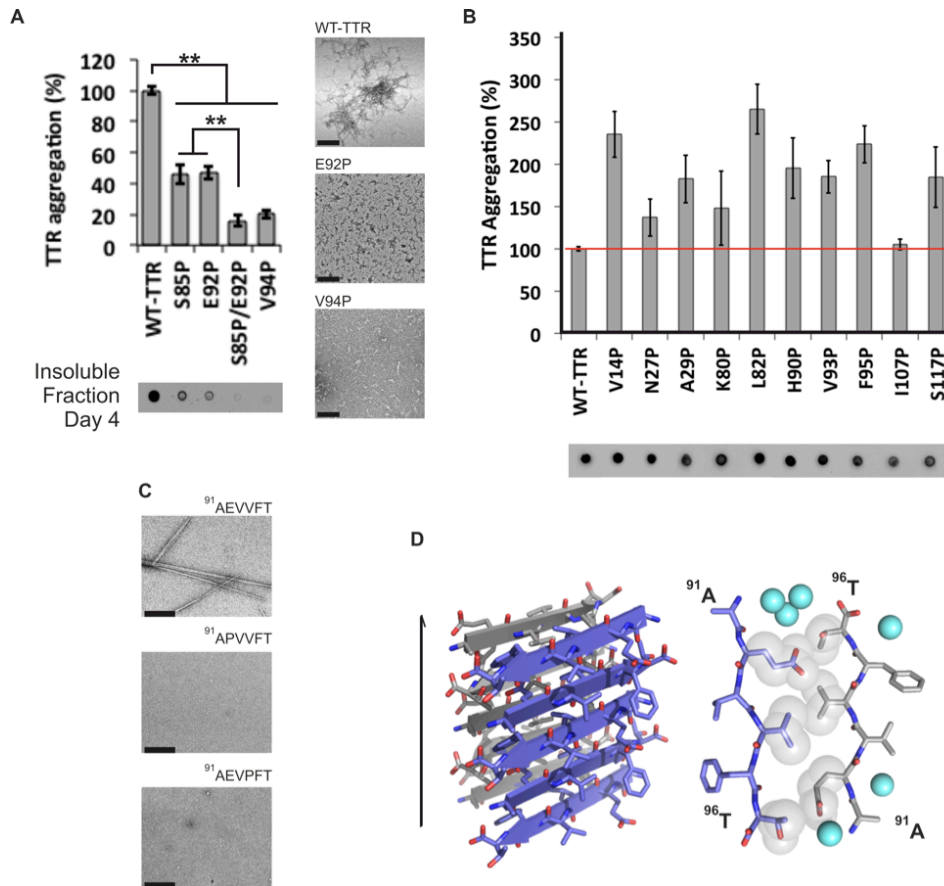 A
120
100
80
60
40
20
0
TTR aggregation (%)
**
**
WT-TTR
S85P
E92P
S85P/E92P
V94P
Insoluble
Fraction
Day 4
WT-TTR
E92P
V94P
B
350
300
250
200
150
100
50
0
TTR Aggregation (%)
WT-TTR
V14P
N27P
A29P
K80P
L82P
H90P
V93P
F95P
I107P
S117P
C
⁹¹AEVVFT
⁹¹APVVFT
⁹¹AEVPFT
D
⁹¹A
⁹⁶T
⁹⁶T
⁹¹A